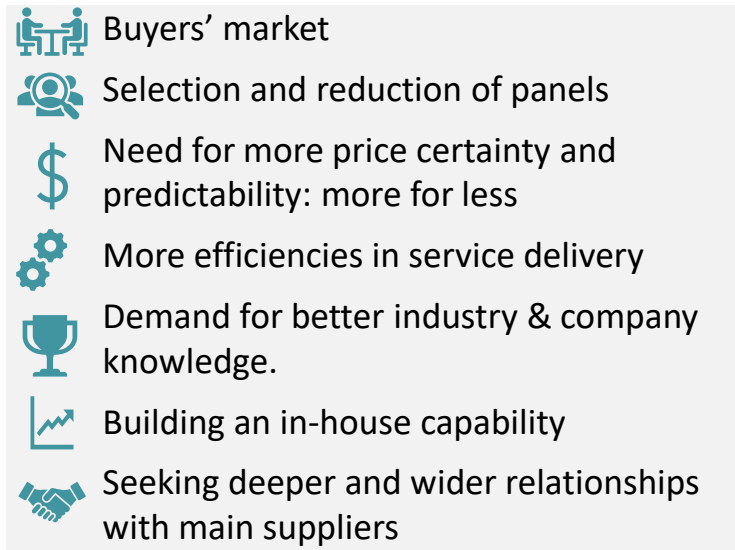 Buyers’ market
Selection and reduction of panels
Need for more price certainty and
predictability: more for less
More efficiencies in service delivery
Demand for better industry & company
knowledge.
Building an in-house capability
Seeking deeper and wider relationships
with main suppliers